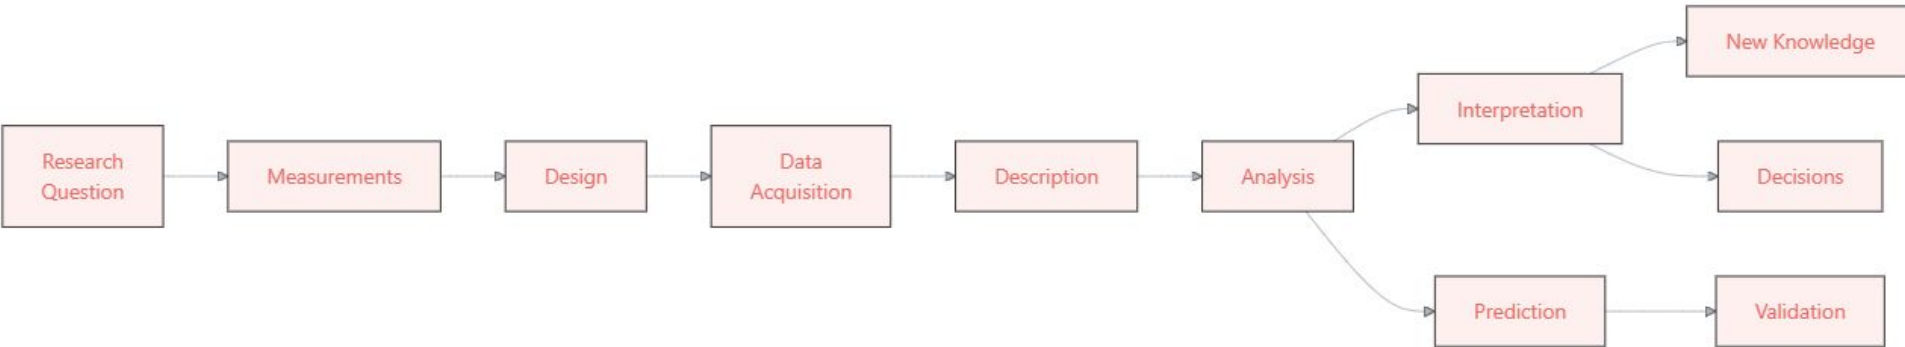 Research
Question
Measurements
Design
Data
Acquisition
Description
Analysis
Interpretation
New Knowledge
Decisions
Prediction
Validation